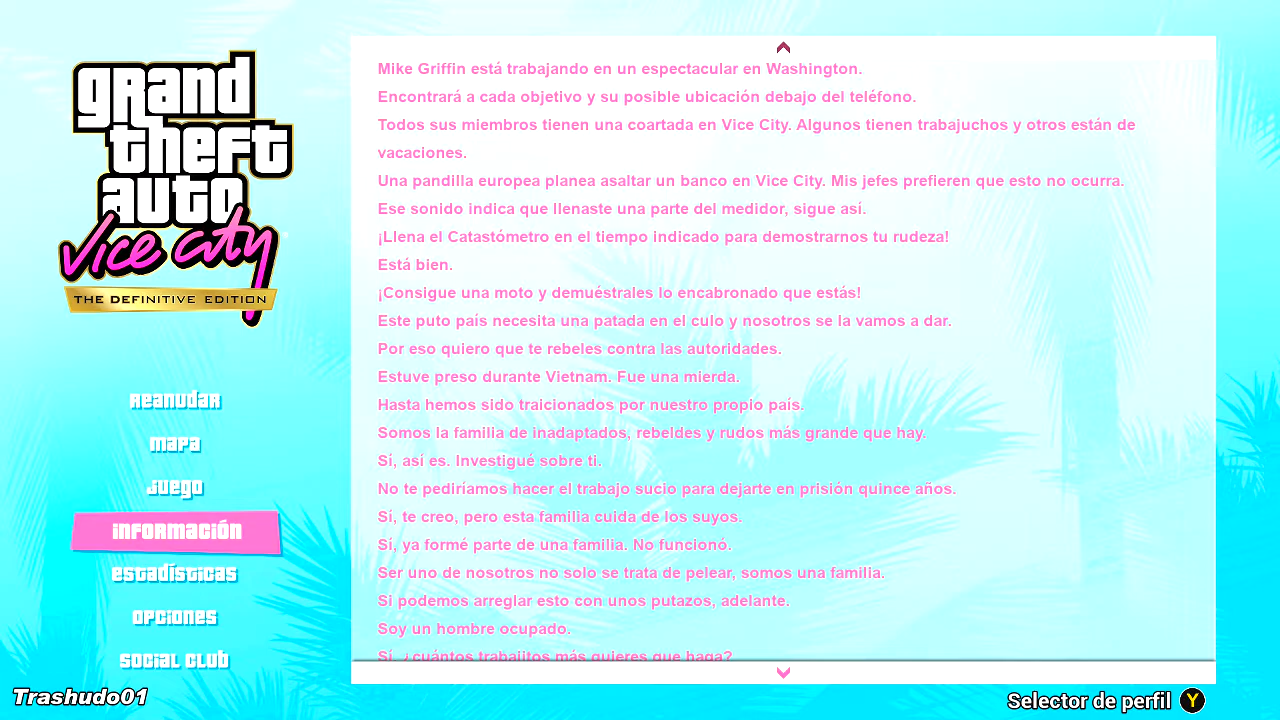 grand
theft
auto
vice city
THE DEFINITIVE EDITION
Reanudar
mapa
Juego
Información
estadísticas
opciones
social club
Trashudo01
Mike Griffin está trabajando en un espectacular en Washington.
Encontrará a cada objetivo y su posible ubicación debajo del teléfono.
Todos sus miembros tienen una coartada en Vice City. Algunos tienen trabajuchos y otros están de
vacaciones.
Una pandilla europea planea asaltar un banco en Vice City. Mis jefes prefieren que esto no ocurra.
Ese sonido indica que llenaste una parte del medidor, sigue así.
¡Llena el Catastómetro en el tiempo indicado para demostrarnos tu rudeza!
Está bien.
¡Consigue una moto y demuéstrales lo encabronado que estás!
Este puto país necesita una patada en el culo y nosotros se la vamos a dar.
Por eso quiero que te rebeles contra las autoridades.
Estuve preso durante Vietnam. Fue una mierda.
Hasta hemos sido traicionados por nuestro propio país.
Somos la familia de inadaptados, rebeldes y rudos más grande que hay.
Sí, así es. Investigué sobre ti.
No te pediríamos hacer el trabajo sucio para dejarte en prisión quince años.
Sí, te creo, pero esta familia cuida de los suyos.
Sí, ya formé parte de una familia. No funcionó.
Ser uno de nosotros no solo se trata de pelear, somos una familia.
Si podemos arreglar esto con unos putazos, adelante.
Soy un hombre ocupado.
Sí, ¿cuántos trabajitos más quieres que haga?
Selector de perfil Y